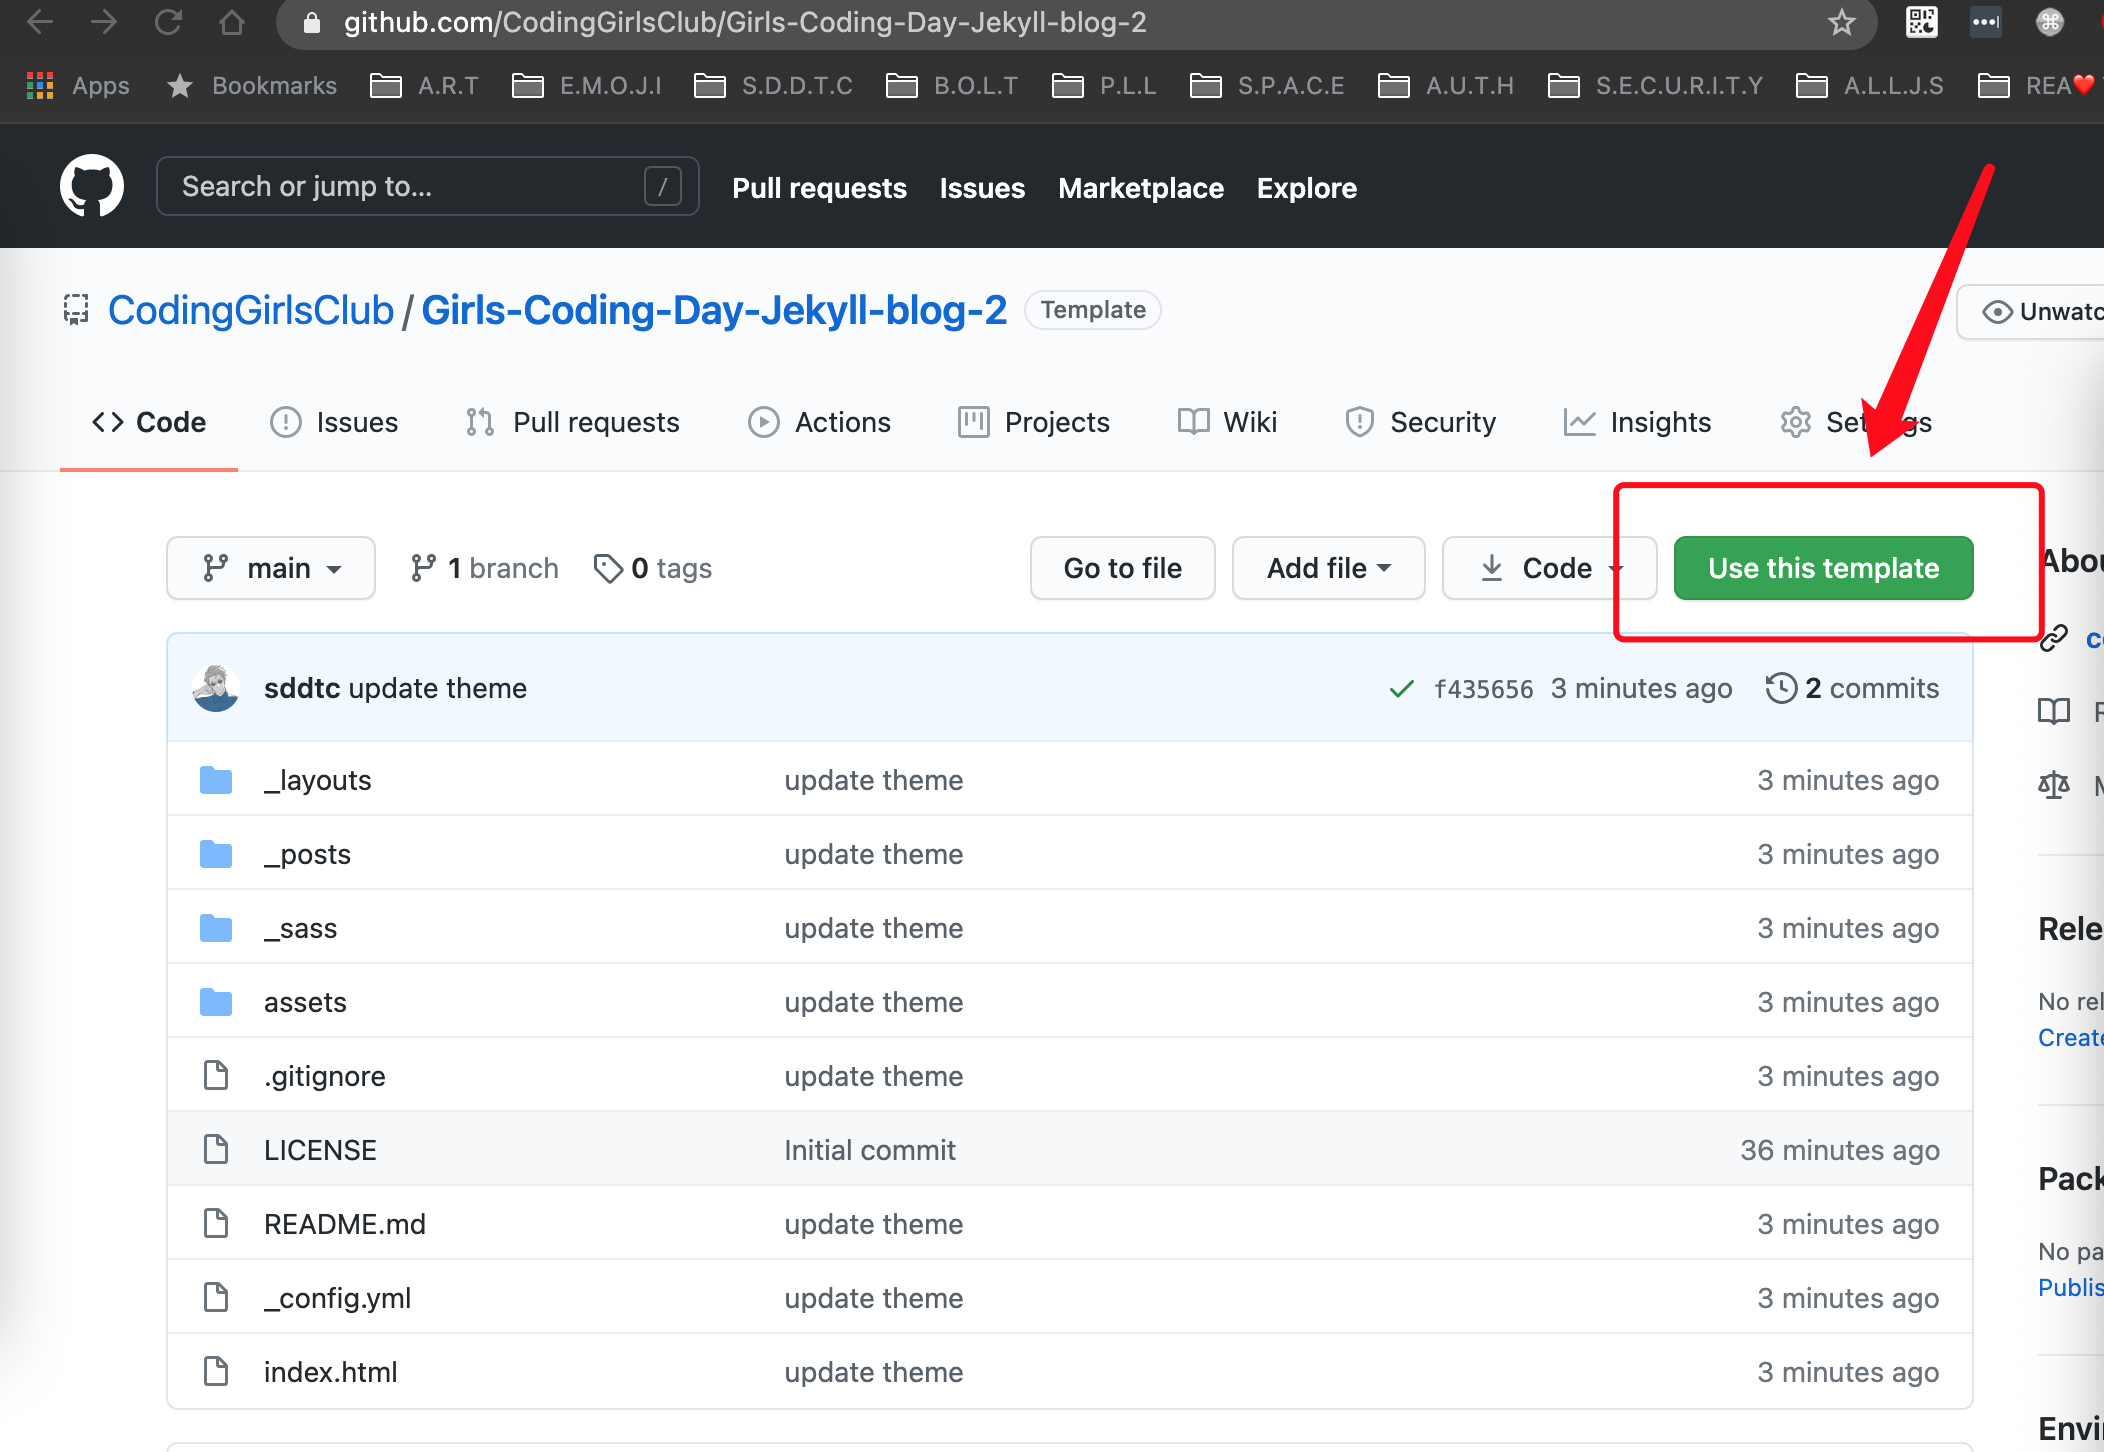 github.com/CodingGirlsClub/Girls-Coding-Day-Jekyll-blog-2
Apps Bookmarks A.R.T E.M.O.J.I S.D.D.T.C B.O.L.T P.L.L S.P.A.C.E A.U.T.H S.E.C.U.R.I.T.Y A.L.L.J.S REA❤️
Search or jump to... / Pull requests Issues Marketplace Explore
CodingGirlsClub / Girls-Coding-Day-Jekyll-blog-2 Template Unwatc
Code Issues Pull requests Actions Projects Wiki Security Insights Se gs
main 1 branch 0 tags Go to file Add file Code Use this template Abou
sddtc update theme f435656 3 minutes ago 2 commits
_layouts update theme 3 minutes ago
_posts update theme 3 minutes ago
_sass update theme 3 minutes ago
Rele
assets update theme 3 minutes ago
No rel
Create
.gitignore update theme 3 minutes ago
LICENSE Initial commit 36 minutes ago
Pack
README.md update theme 3 minutes ago
No pa
Publis
_config.yml update theme 3 minutes ago
index.html update theme 3 minutes ago
Envi